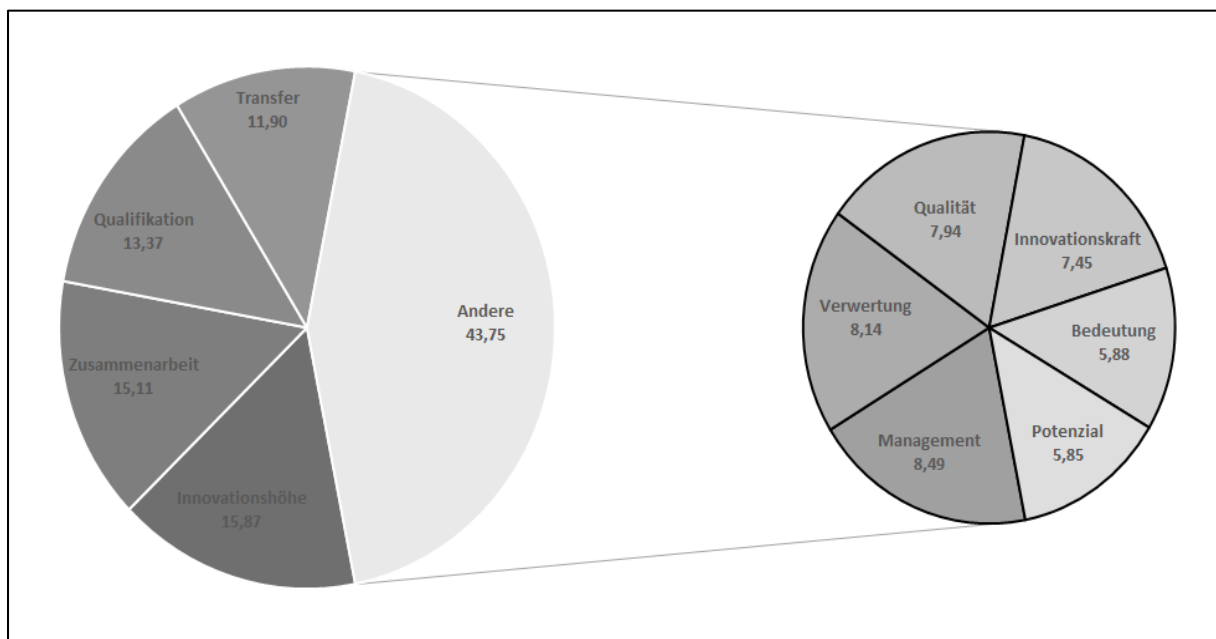 Transfer
11,90
Qualifikation
13,37
Zusammenarbeit
15,11
Innovationshöhe
15,87
Andere
43,75
Qualität
7,94
Innovationskraft
7,45
Verwertung
8,14
Bedeutung
5,88
Management
8,49
Potenzial
5,85